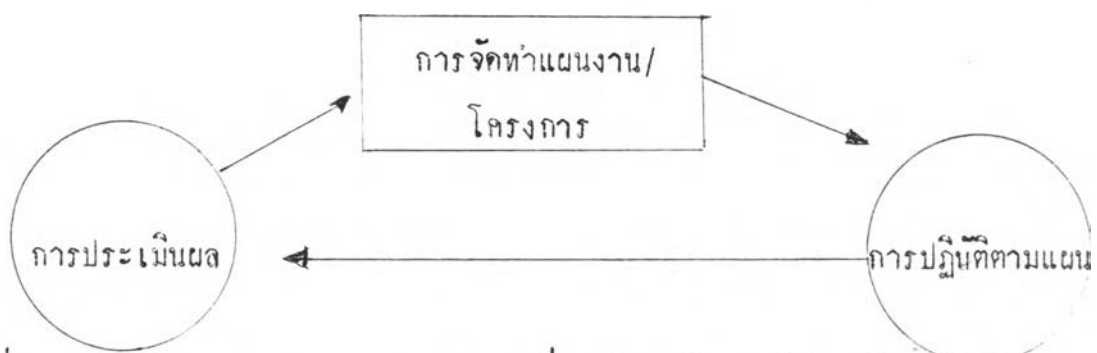 การจัดทำแผนงาน/
โครงการ
การประเมินผล
การปฏิบัติตามแผน